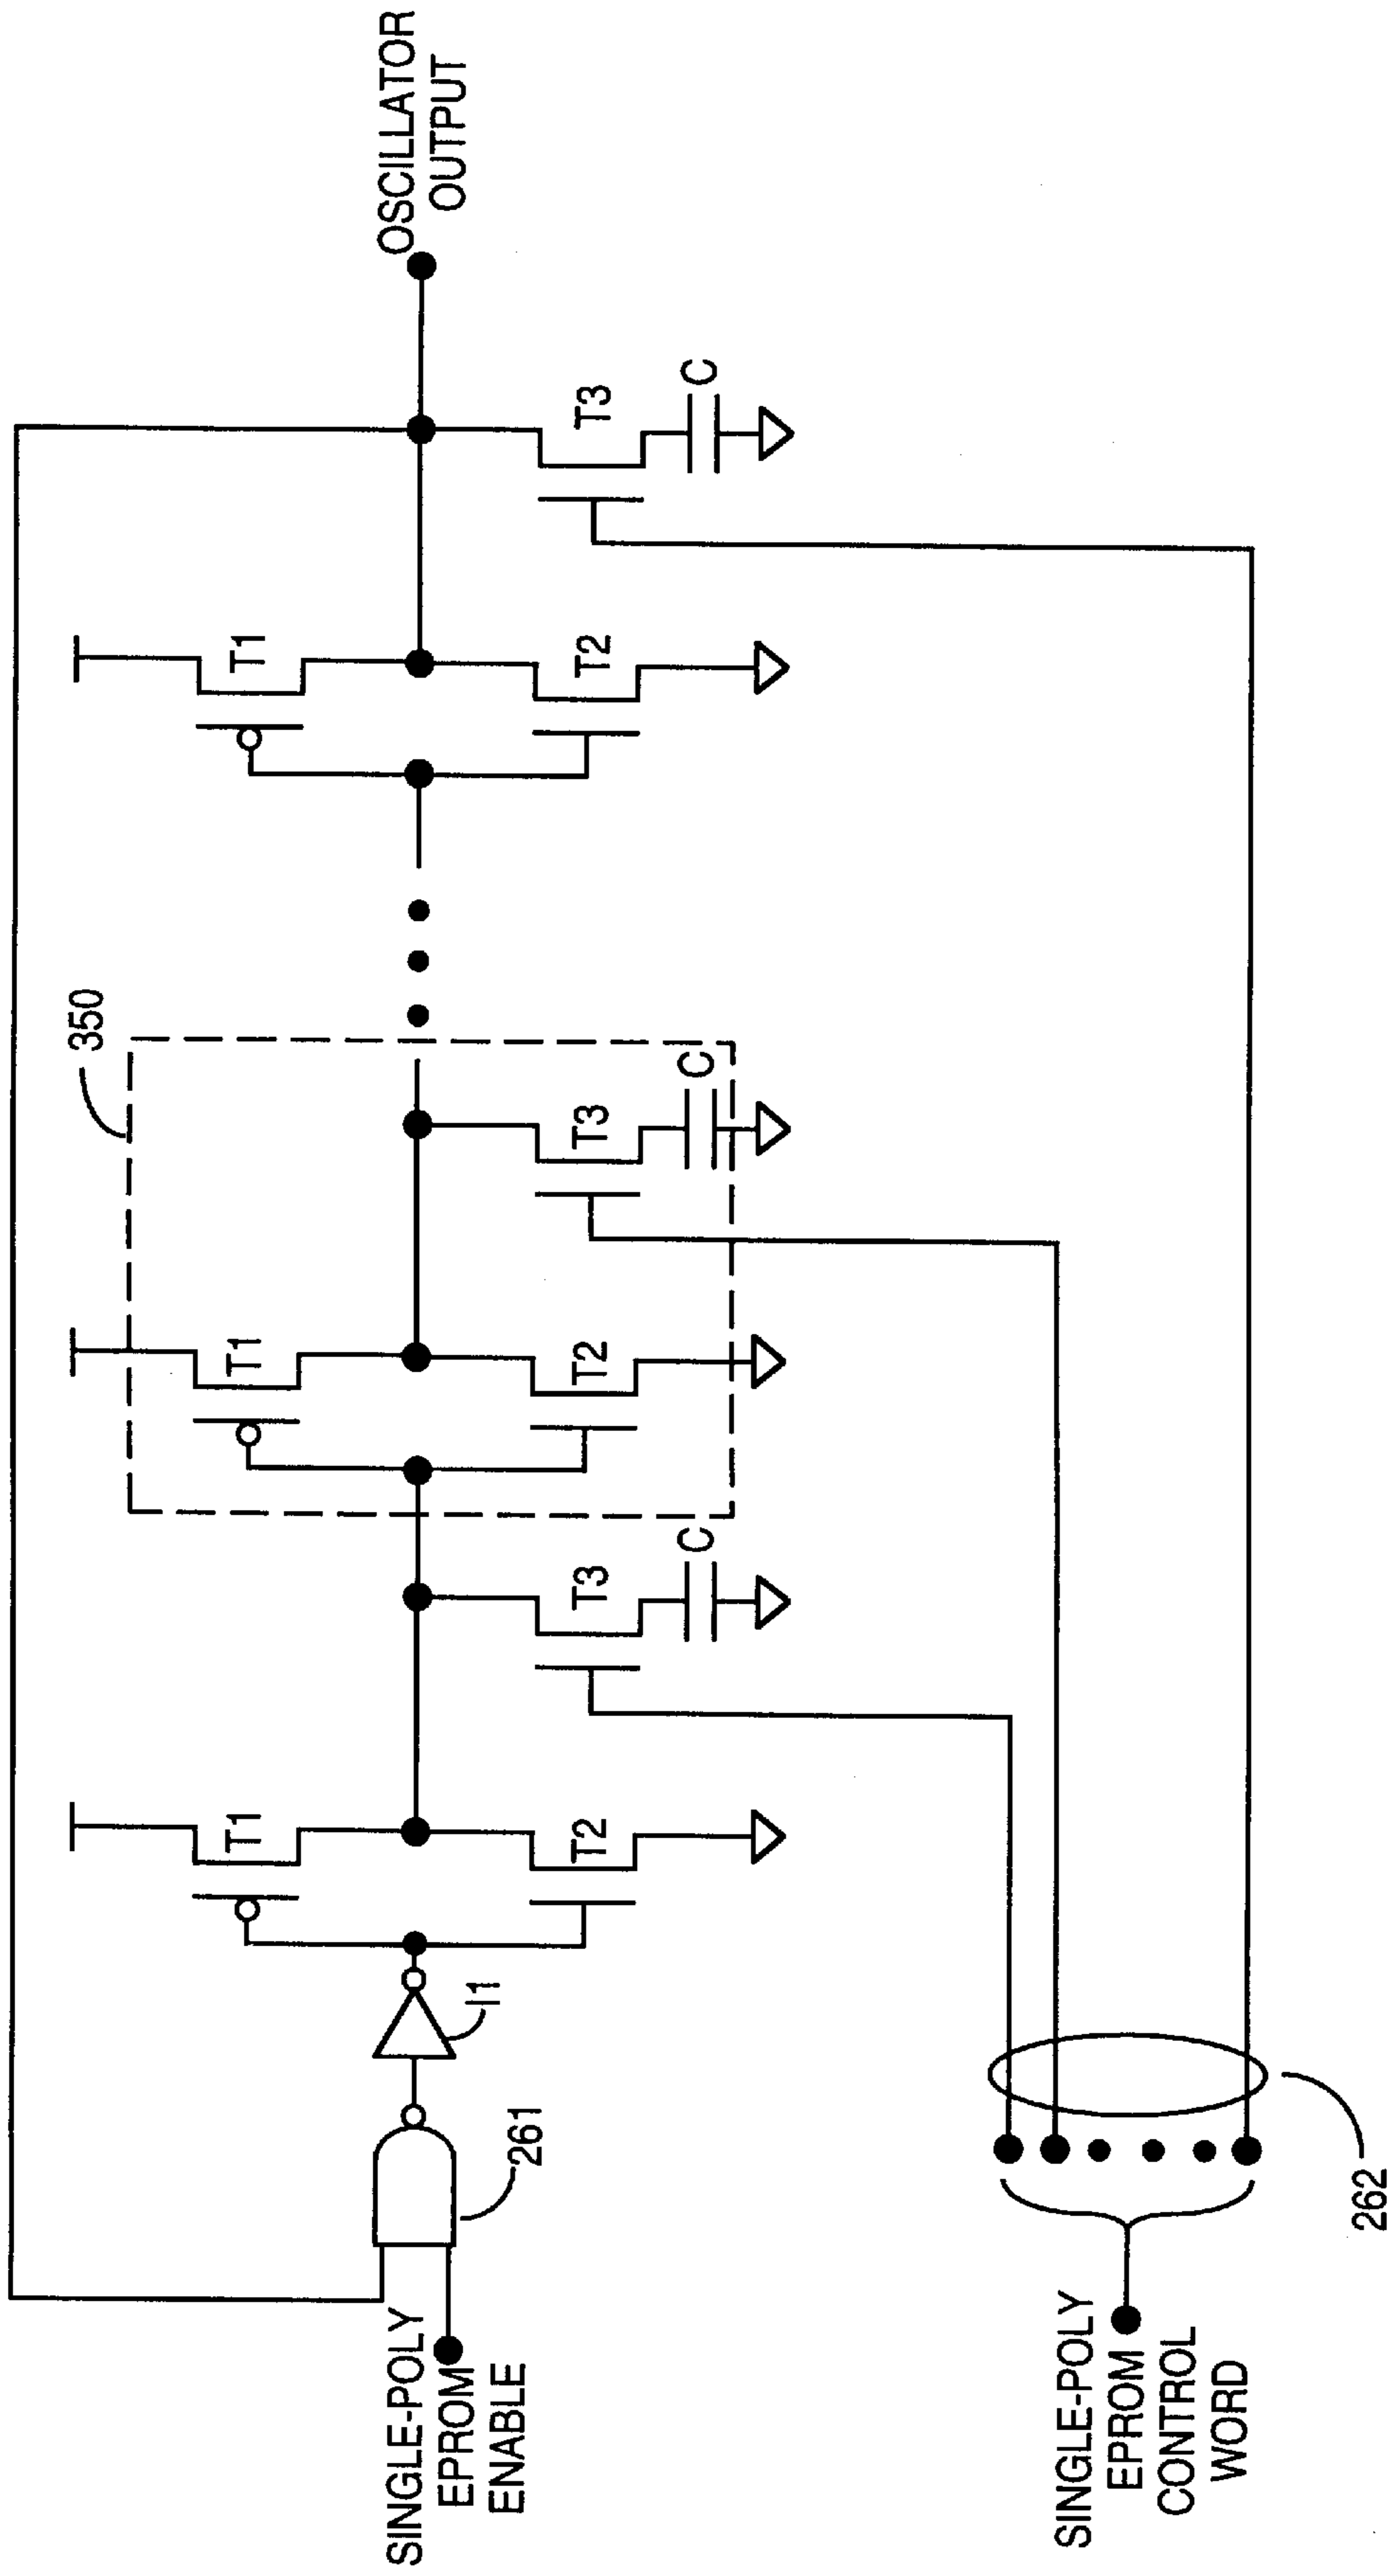 350
OSCILLATOR
OUTPUT
T1
T1
T1
T2
T3
C
T2
T3
C
T2
T3
C
I1
261
SINGLE-POLY
EPROM
ENABLE
SINGLE-POLY
EPROM
CONTROL
WORD
262